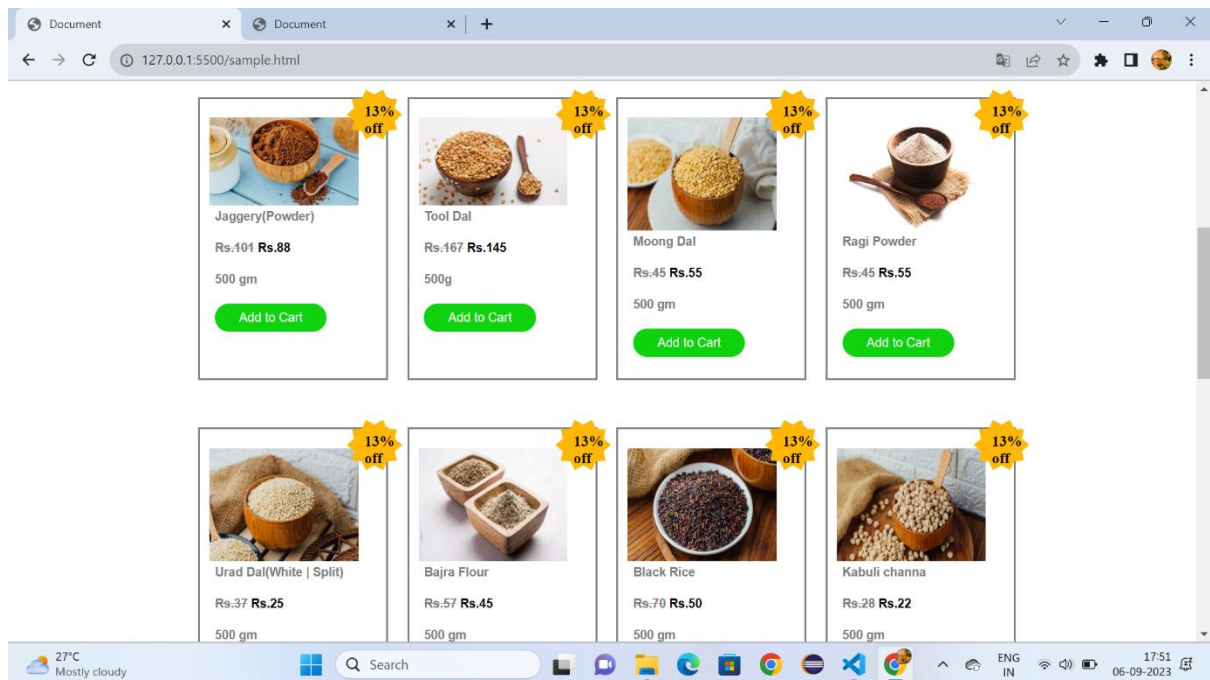 Document
Document
127.0.0.1:5500/sample.html
13%
off
13%
off
13%
off
13%
off
Jaggery(Powder)
Tool Dal
Moong Dal
Ragi Powder
Rs.101 Rs.88
Rs.167 Rs.145
Rs.45 Rs.55
Rs.45 Rs.55
500 gm
500g
500 gm
500 gm
Add to Cart
Add to Cart
Add to Cart
Add to Cart
13%
off
13%
off
13%
off
13%
off
Urad Dal(White | Split)
Bajra Flour
Black Rice
Kabuli channa
Rs.37 Rs.25
Rs.57 Rs.45
Rs.70 Rs.50
Rs.28 Rs.22
500 gm
500 gm
500 gm
500 gm
27°C
Mostly cloudy
Search
ENG
IN
17:51
06-09-2023